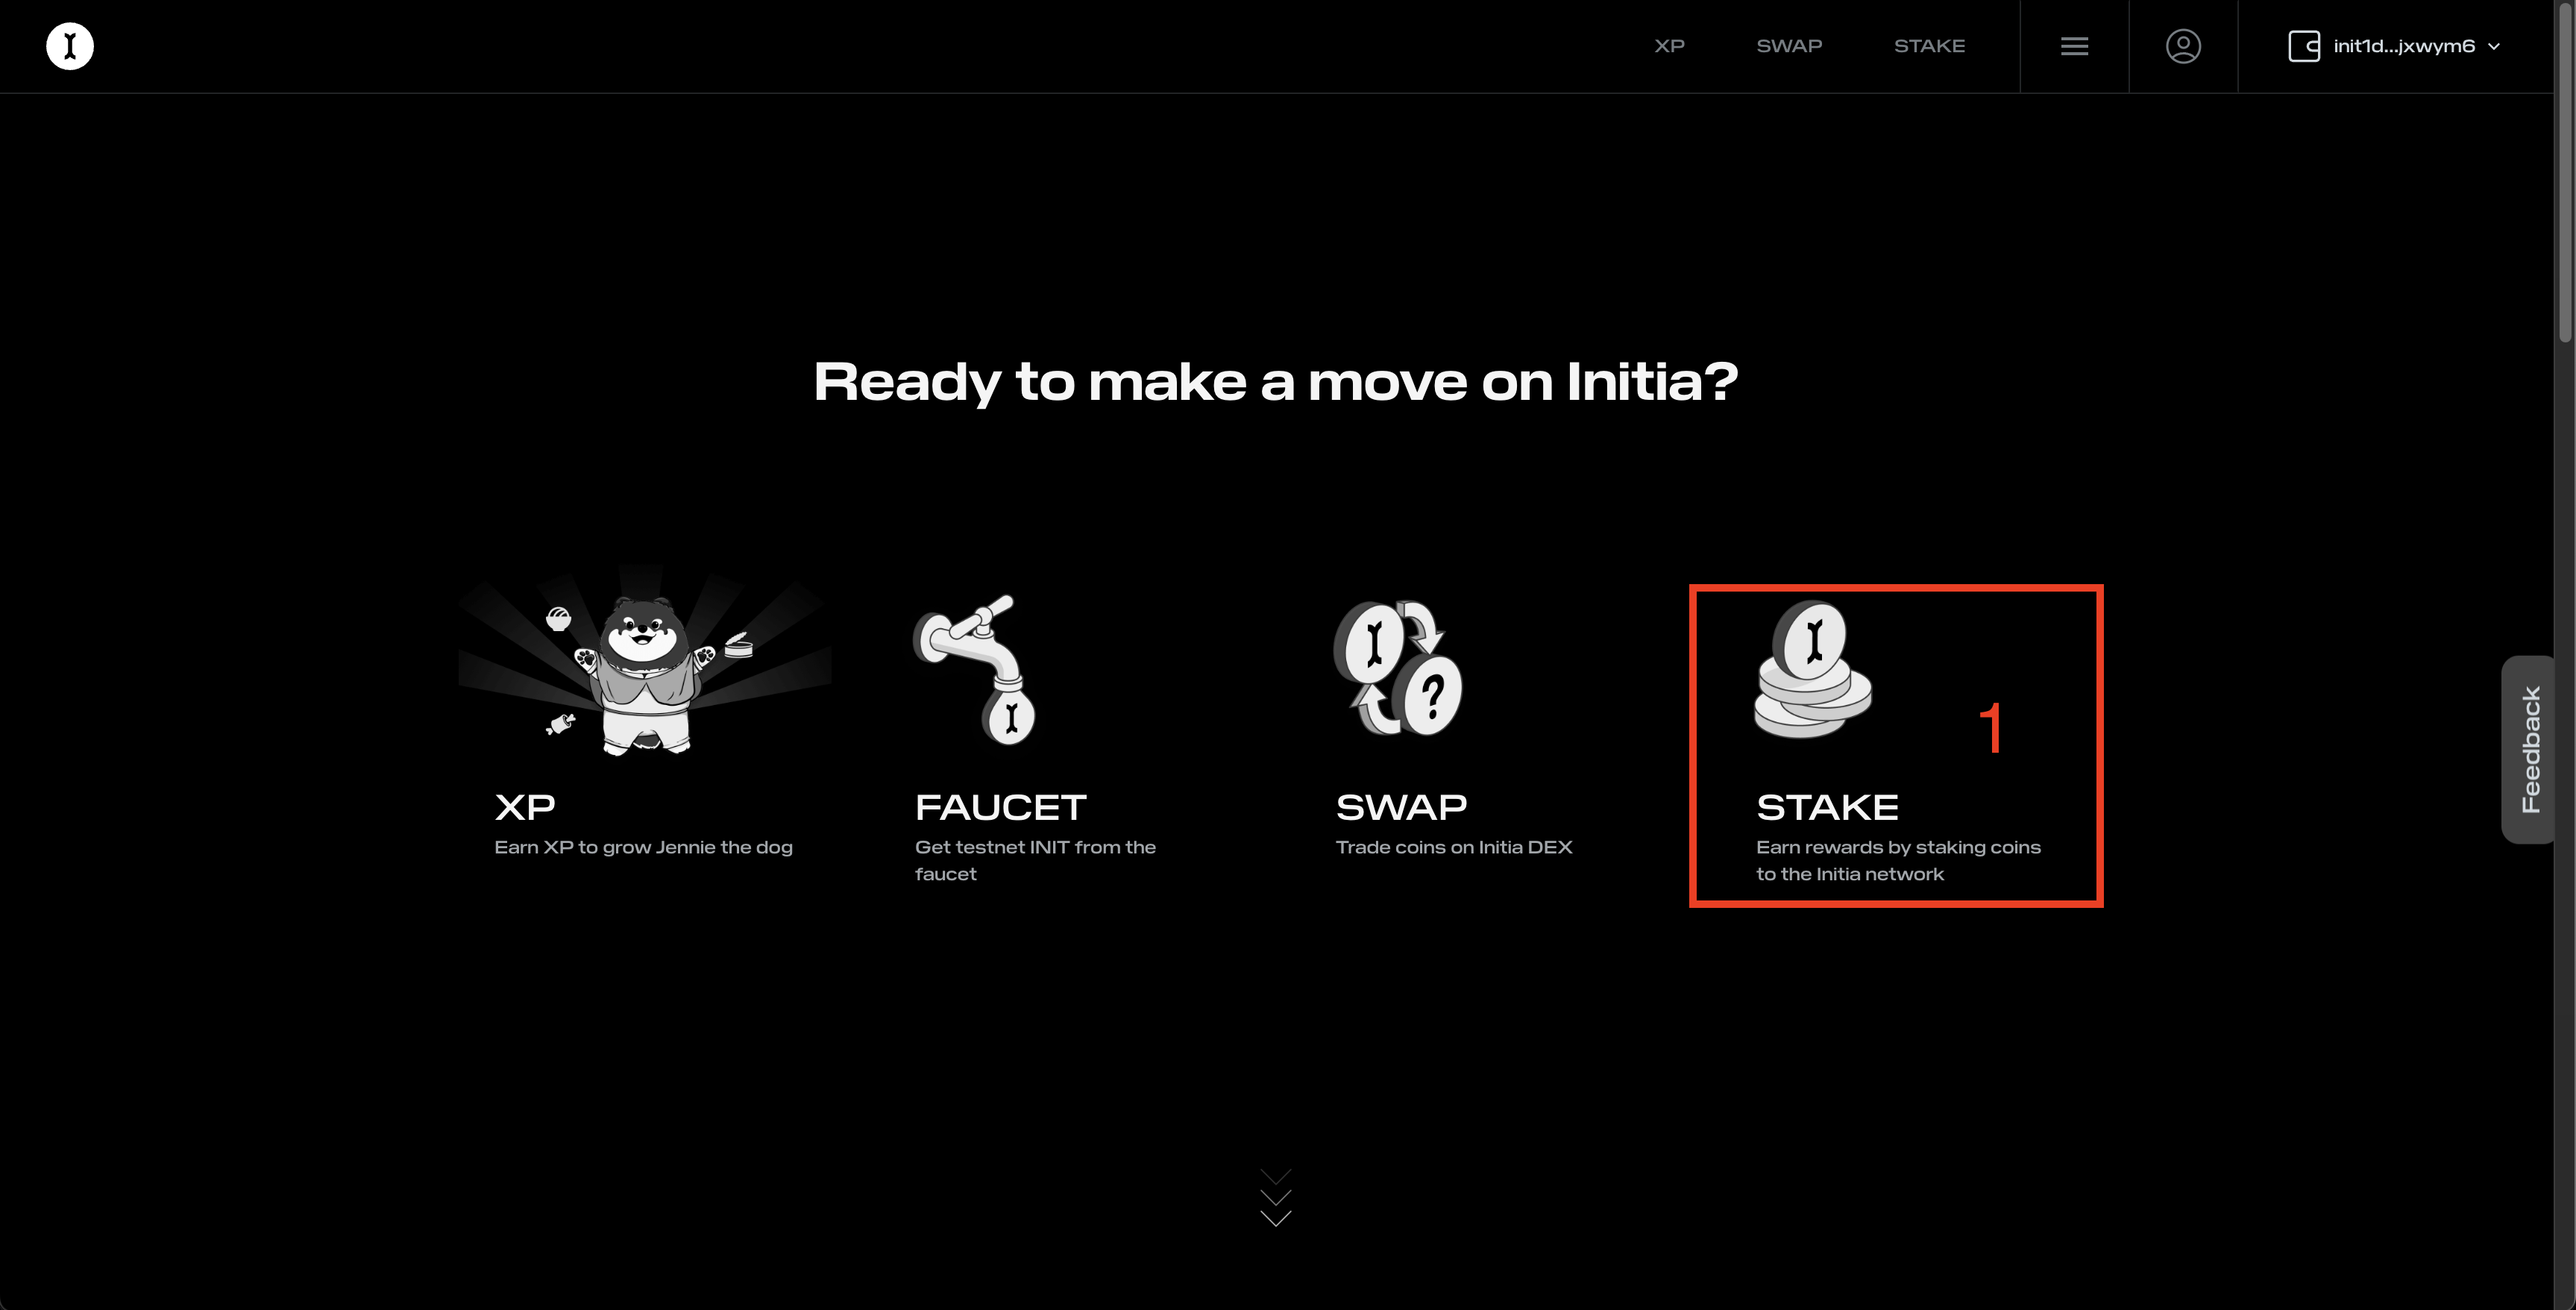 XP
SWAP
STAKE
init1d...jxwym6
Ready to make a move on Initia?
XP
Earn XP to grow Jennie the dog
FAUCET
Get testnet INIT from the
faucet
?
SWAP
Trade coins on Initia DEX
1
STAKE
Earn rewards by staking coins
to the Initia network
Feedback